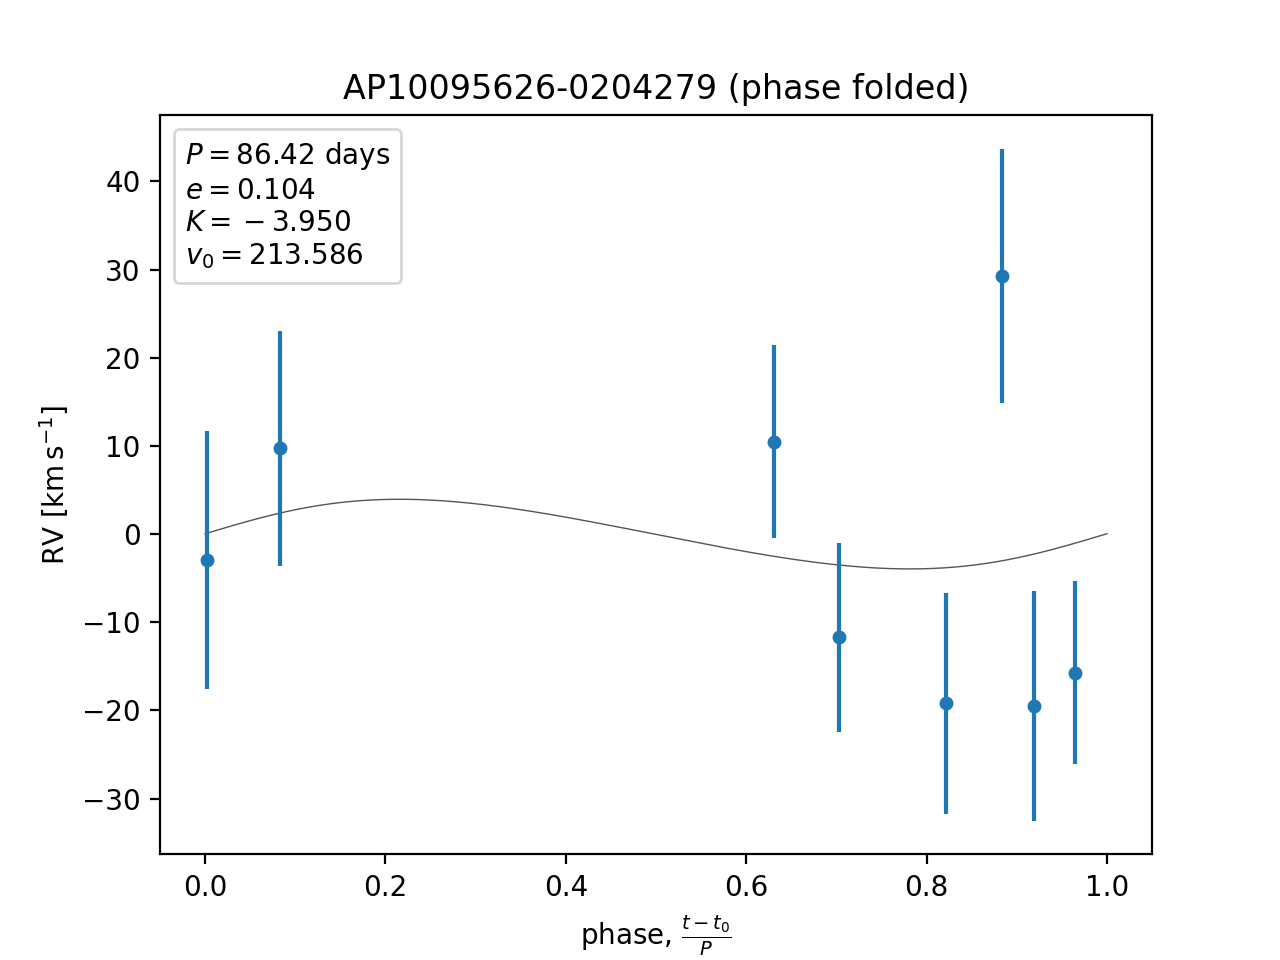 AP10095626-0204279 (phase folded)
P = 86.42 days
e = 0.104
K = −3.950
v₀ = 213.586
RV [km s⁻¹]
40
30
20
10
0
−10
−20
−30
0.0 0.2 0.4 0.6 0.8 1.0
phase, (t − t₀)/P